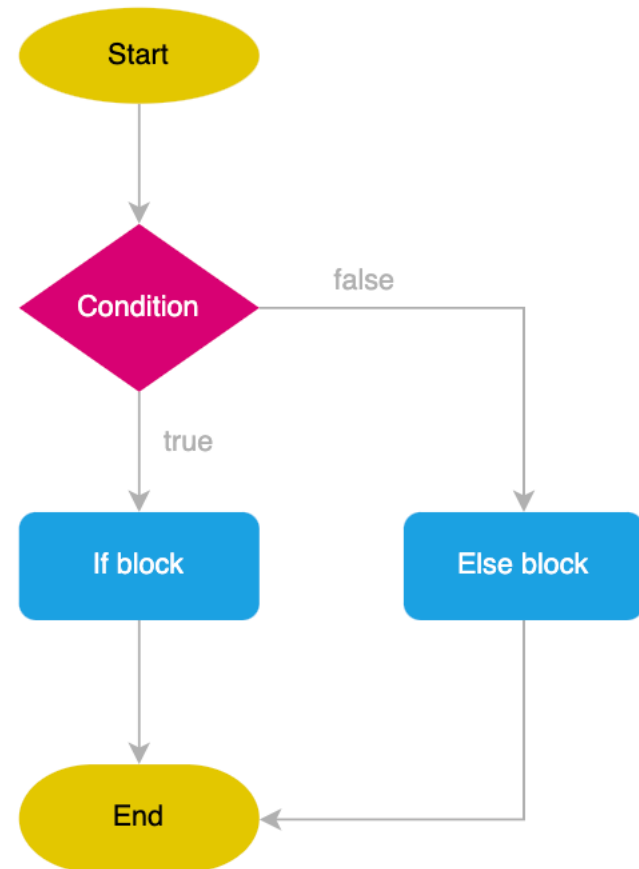 Start
Condition
false
true
If block
Else block
End